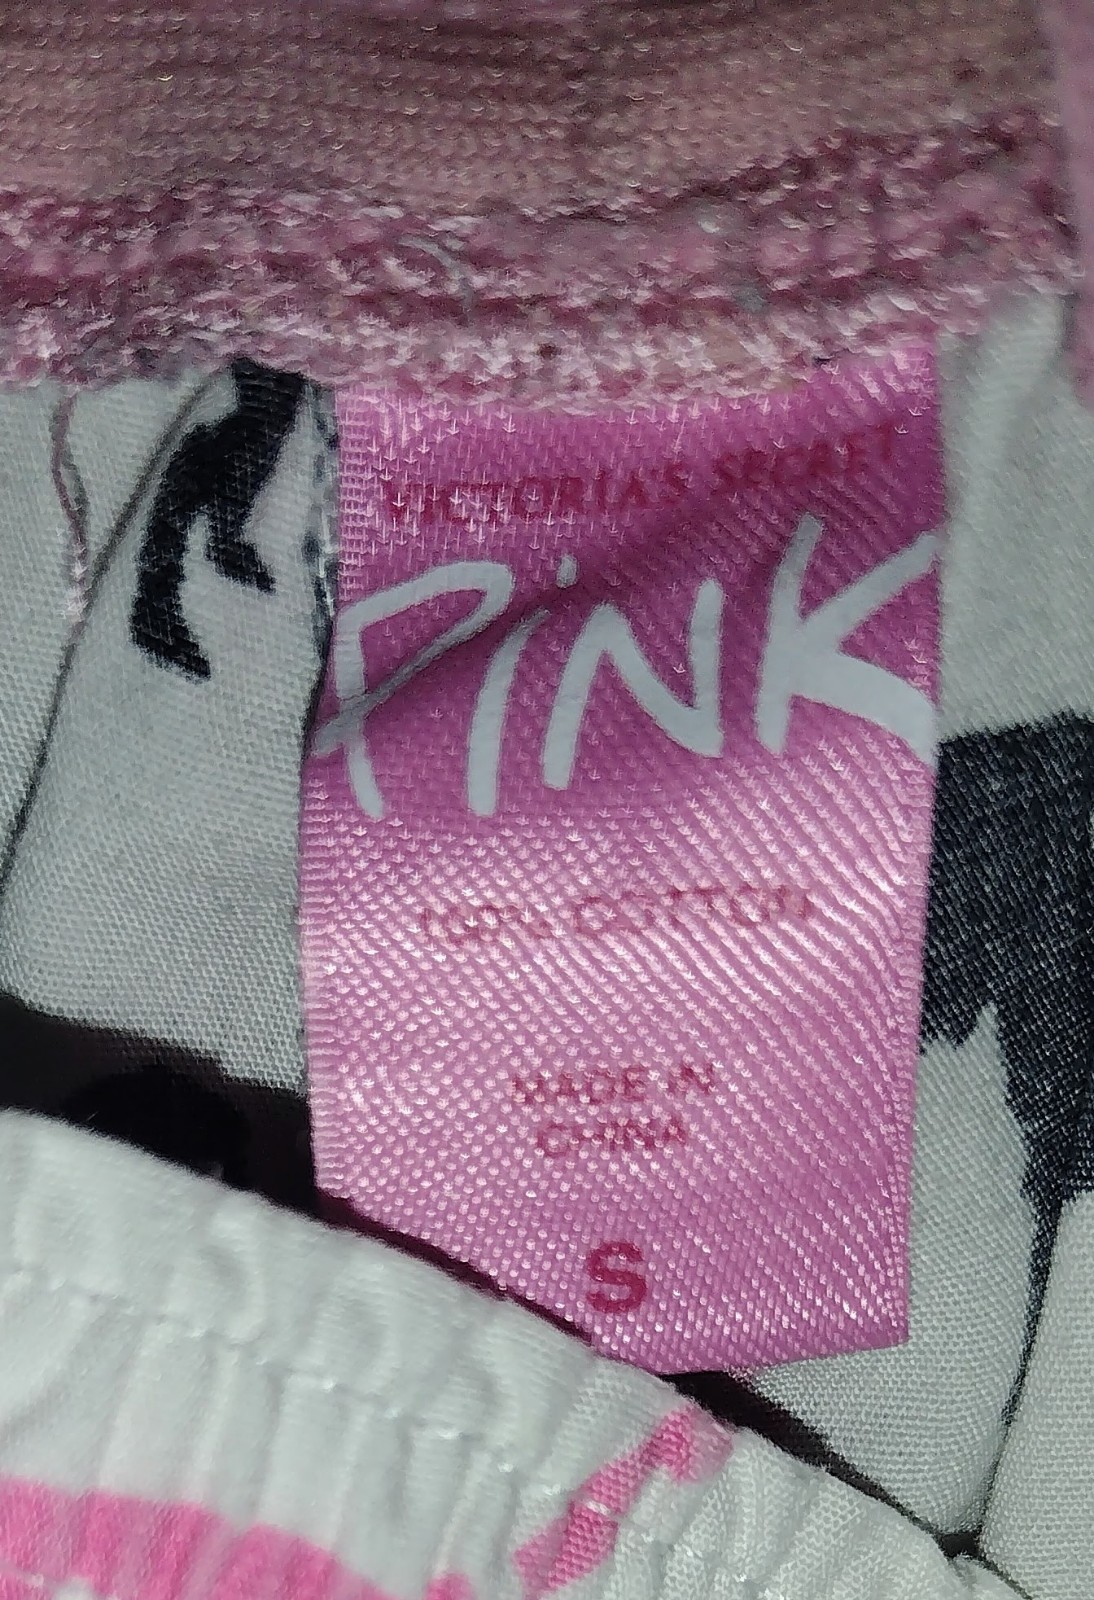 VICTORIA'S SECRET
PiNK
100% COTTON
MADE IN
CHINA
S